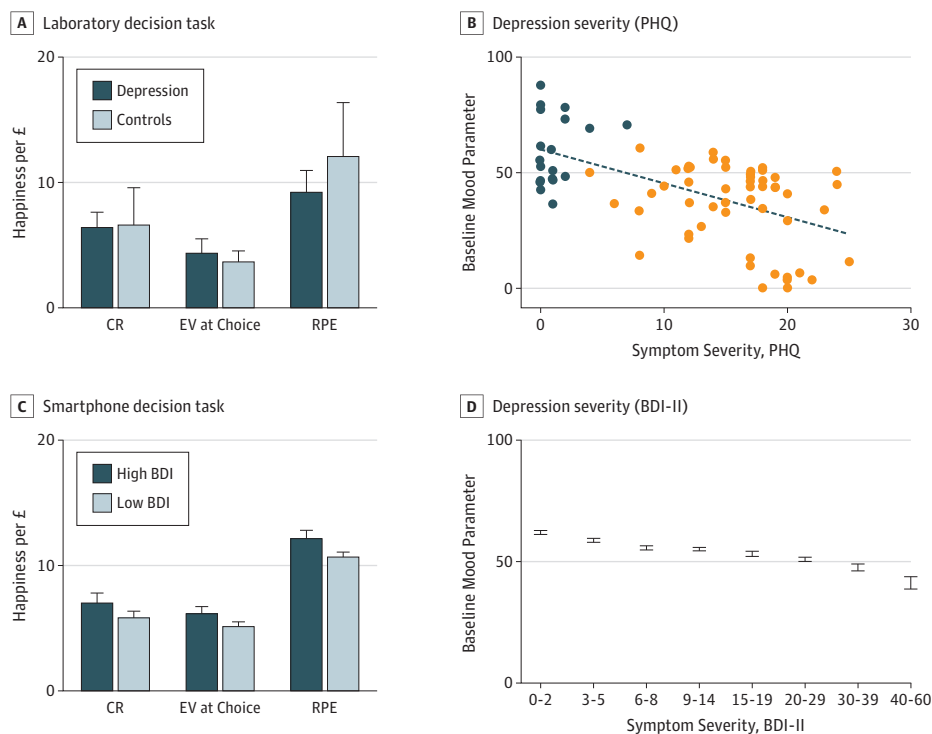 A Laboratory decision task
20
10
0
Happiness per £
Depression
Controls
CR EV at Choice RPE
B Depression severity (PHQ)
100
50
0
Baseline Mood Parameter
0 10 20 30
Symptom Severity, PHQ
C Smartphone decision task
20
10
0
Happiness per £
High BDI
Low BDI
CR EV at Choice RPE
D Depression severity (BDI-II)
100
50
0
Baseline Mood Parameter
0-2 3-5 6-8 9-14 15-19 20-29 30-39 40-60
Symptom Severity, BDI-II